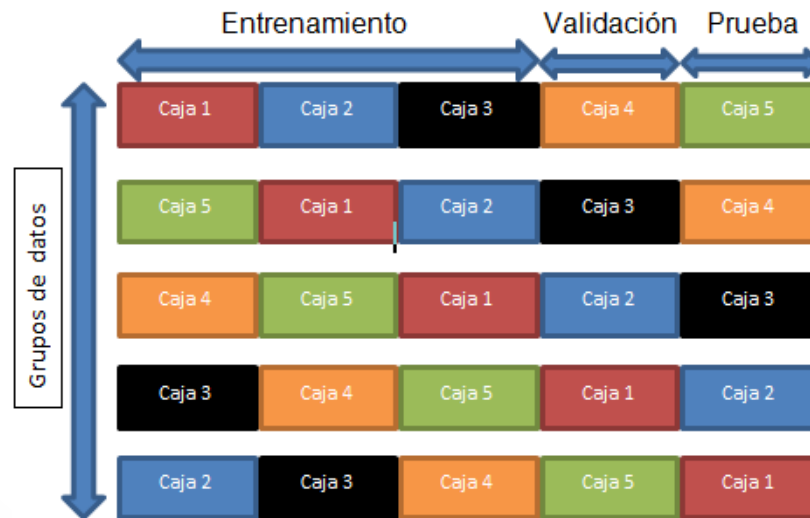 Entrenamiento Validación Prueba
Grupos de datos
Caja 1 Caja 2 Caja 3 Caja 4 Caja 5
Caja 5 Caja 1 Caja 2 Caja 3 Caja 4
Caja 4 Caja 5 Caja 1 Caja 2 Caja 3
Caja 3 Caja 4 Caja 5 Caja 1 Caja 2
Caja 2 Caja 3 Caja 4 Caja 5 Caja 1